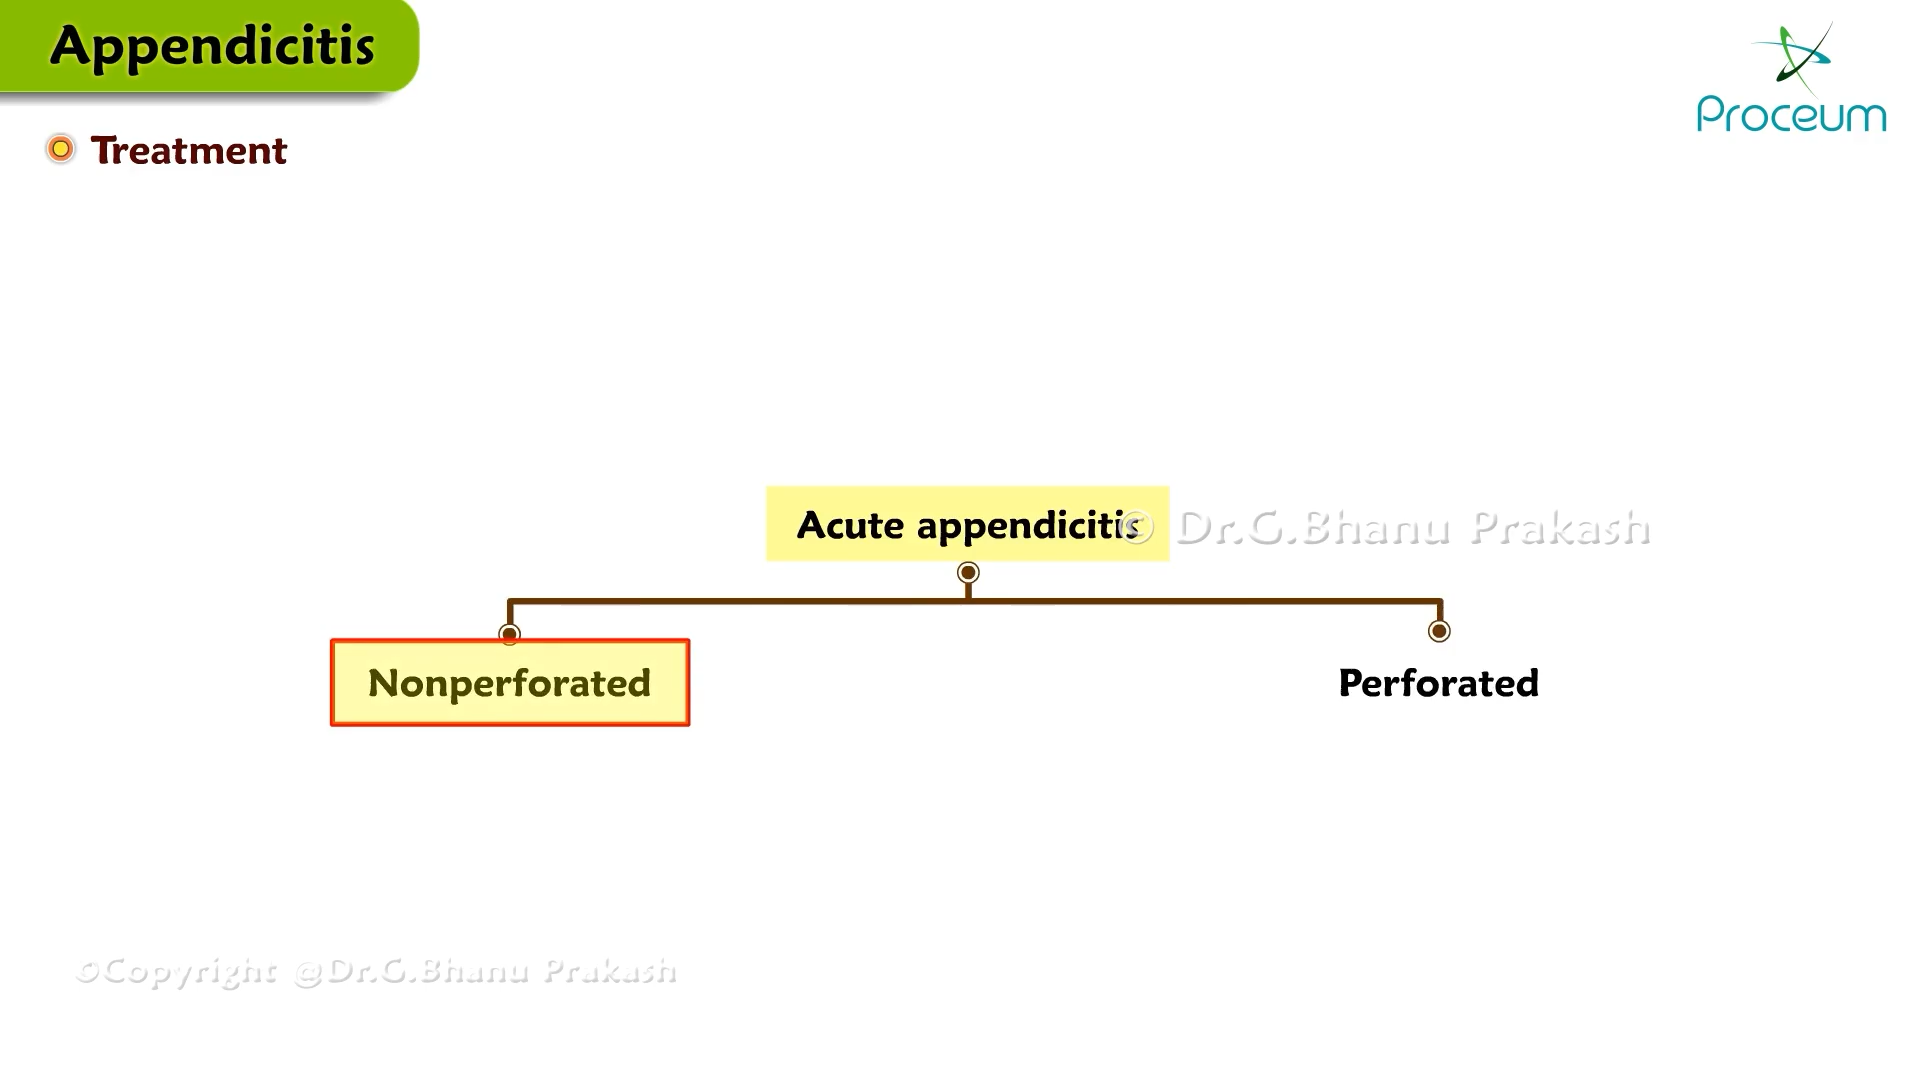 Appendicitis
Proceum
Treatment
Acute appendicitis
© Dr.G.Bhanu Prakash
Nonperforated
Perforated
©Copyright @Dr.G.Bhanu Prakash